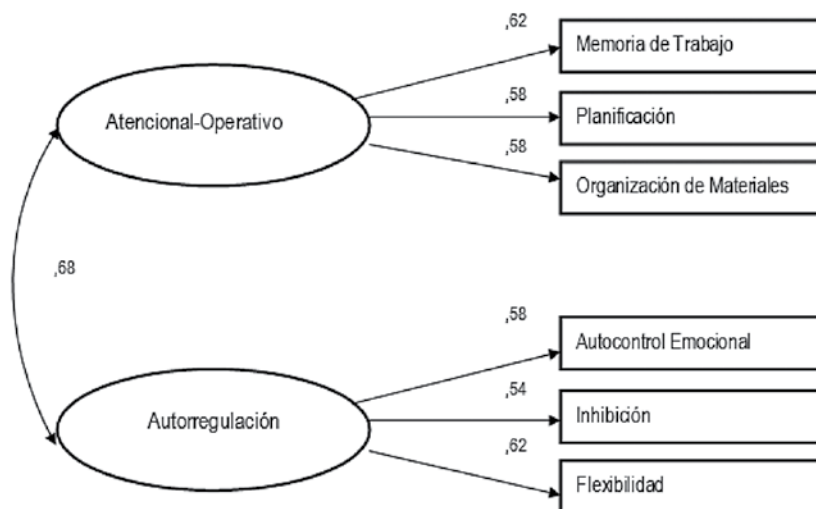 ,62
Memoria de Trabajo
Atencional-Operativo
,58
Planificación
,58
Organización de Materiales
,68
,58
Autocontrol Emocional
Autorregulación
,54
Inhibición
,62
Flexibilidad